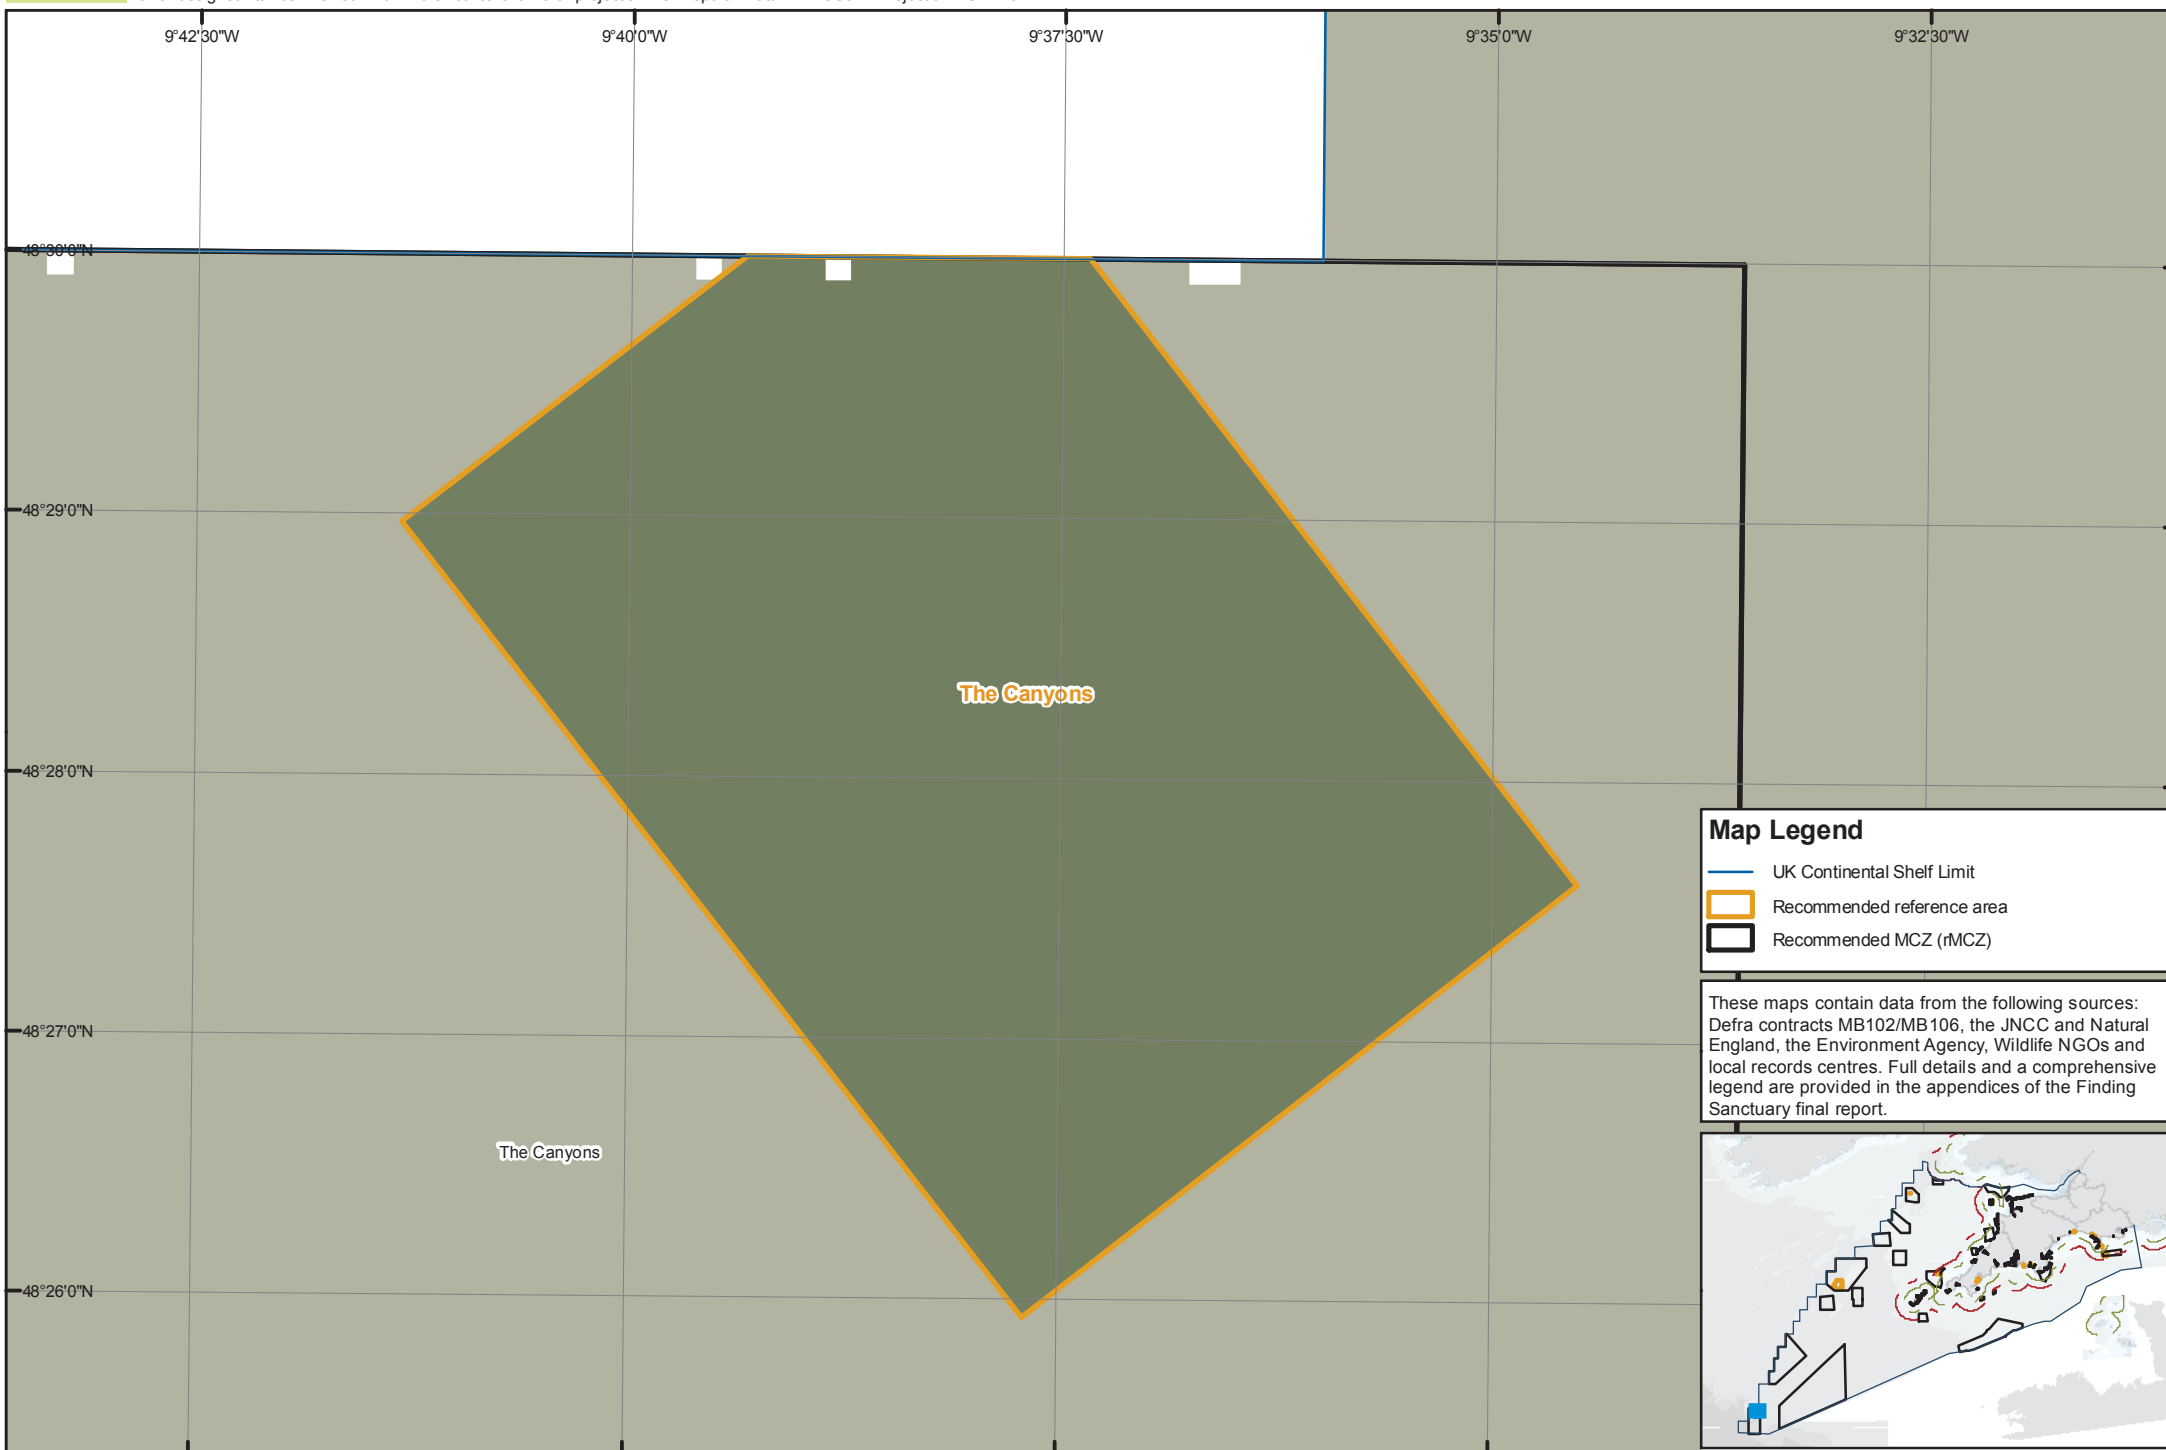 9°42'30"W
9°40'0"W
9°37'30"W
9°35'0"W
9°32'30"W
48°30'0"N
48°29'0"N
The Canyons
48°28'0"N
Map Legend
UK Continental Shelf Limit
Recommended reference area
Recommended MCZ (rMCZ)
These maps contain data from the following sources:
Defra contracts MB102/MB106, the JNCC and Natural
England, the Environment Agency, Wildlife NGOs and
local records centres. Full details and a comprehensive
legend are provided in the appendices of the Finding
Sanctuary final report.
48°27'0"N
The Canyons
48°26'0"N